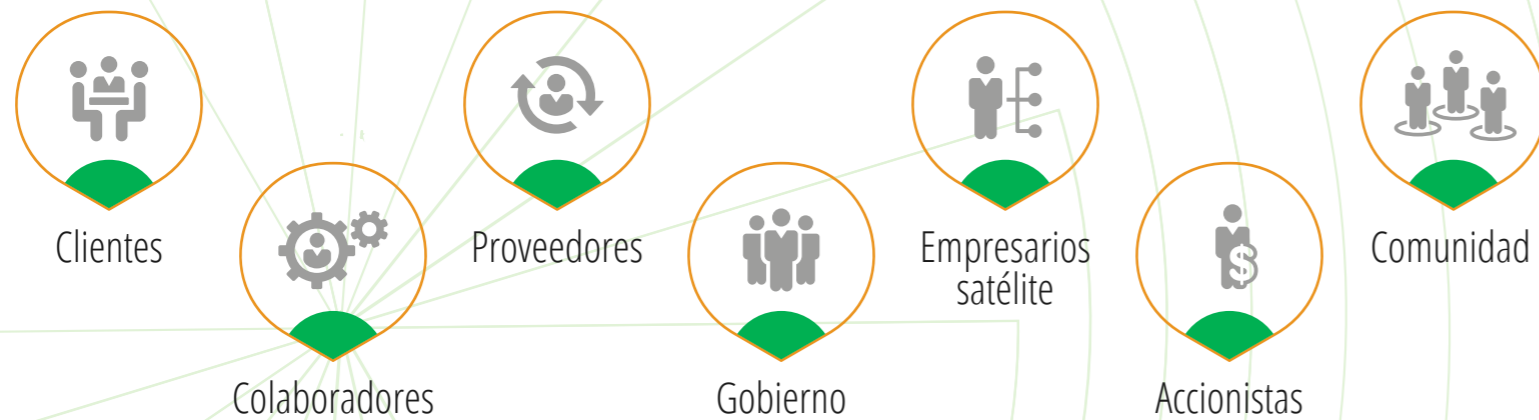 Clientes
Proveedores
Empresarios
satélite
Comunidad
Colaboradores
Gobierno
Accionistas